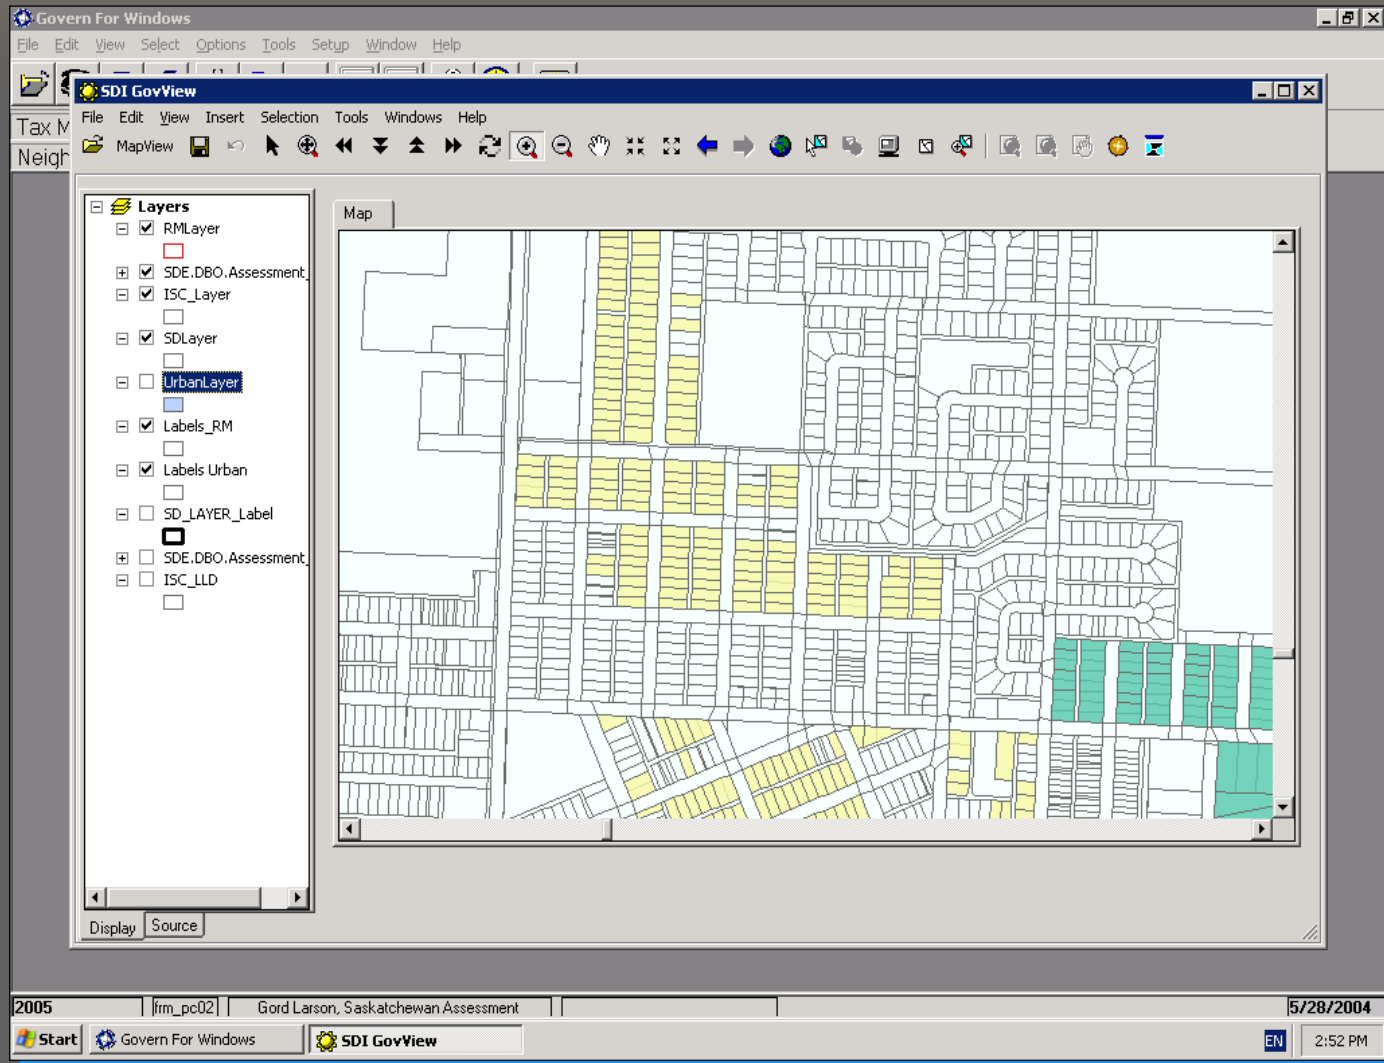 Govern For Windows
File Edit View Select Options Tools Setup Window Help
SDI GovView
File Edit View Insert Selection Tools Windows Help
Tax M
MapView
Neigh
Layers
Map
RMLayer
SDE.DBO.Assessment_
ISC_Layer
SDLayer
UrbanLayer
Labels_RM
Labels Urban
SD_LAYER_Label
SDE.DBO.Assessment_
ISC_LLD
Display Source
2005 frm_pc02 Gord Larson, Saskatchewan Assessment 5/28/2004
Start Govern For Windows SDI GovView EN 2:52 PM